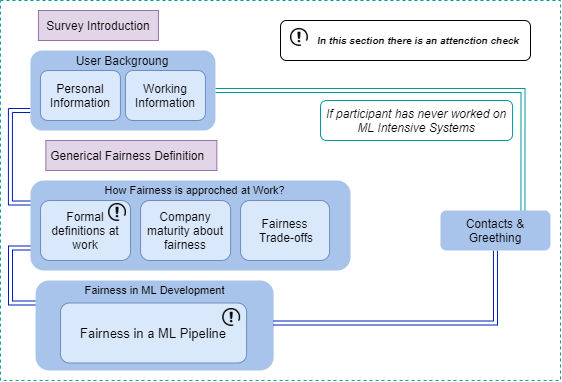 Survey Introduction
In this section there is an attenction check
User Backgroung
Personal
Information
Working
Information
If participant has never worked on
ML Intensive Systems
Generical Fairness Definition
How Fairness is approched at Work?
Formal
definitions at
work
Company
maturity about
fairness
Fairness
Trade-offs
Contacts &
Greething
Fairness in ML Development
Fairness in a ML Pipeline